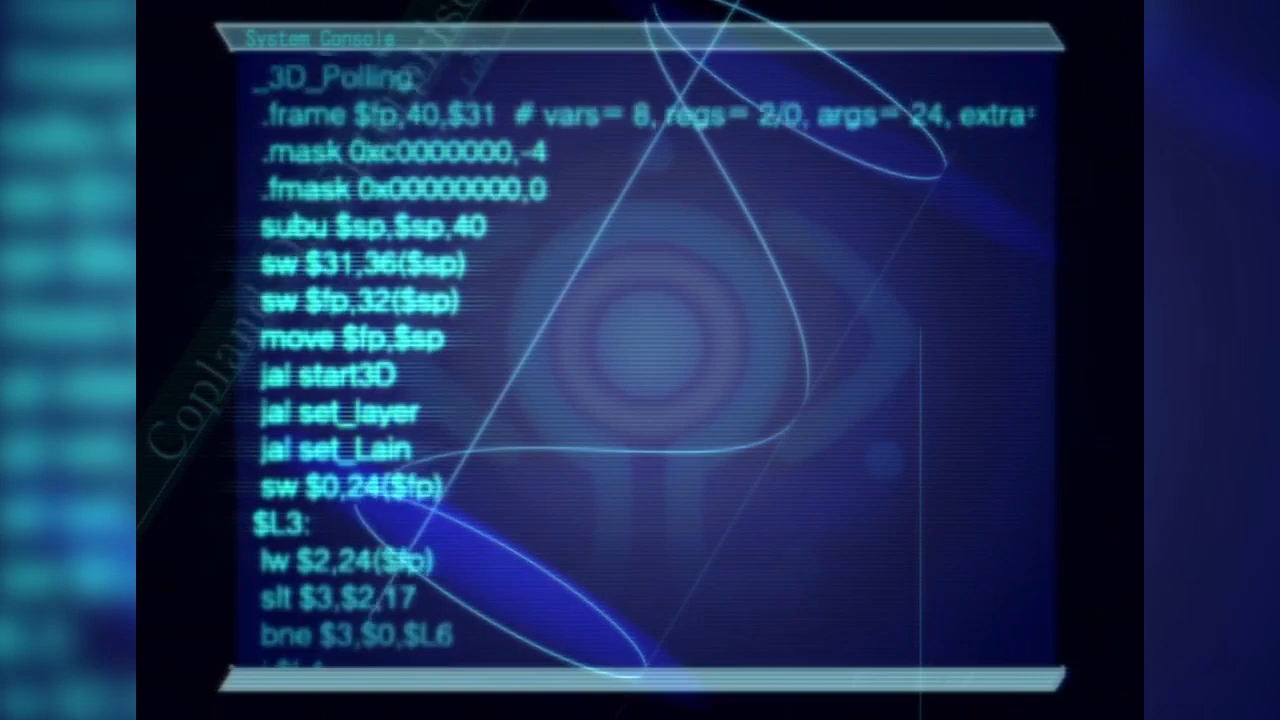 System Console
_3D_Polling:
.frame $fp,40,$31 # vars= 8, regs= 2/0, args= 24, extra=
.mask 0xc0000000,-4
.fmask 0x00000000,0
subu $sp,$sp,40
sw $31,36($sp)
sw $fp,32($sp)
move $fp,$sp
jal start3D
jal set_layer
jal set_Lain
sw $0,24($fp)
$L3:
lw $2,24($fp)
slt $3,$2,17
bne $3,$0,$L6
Copland